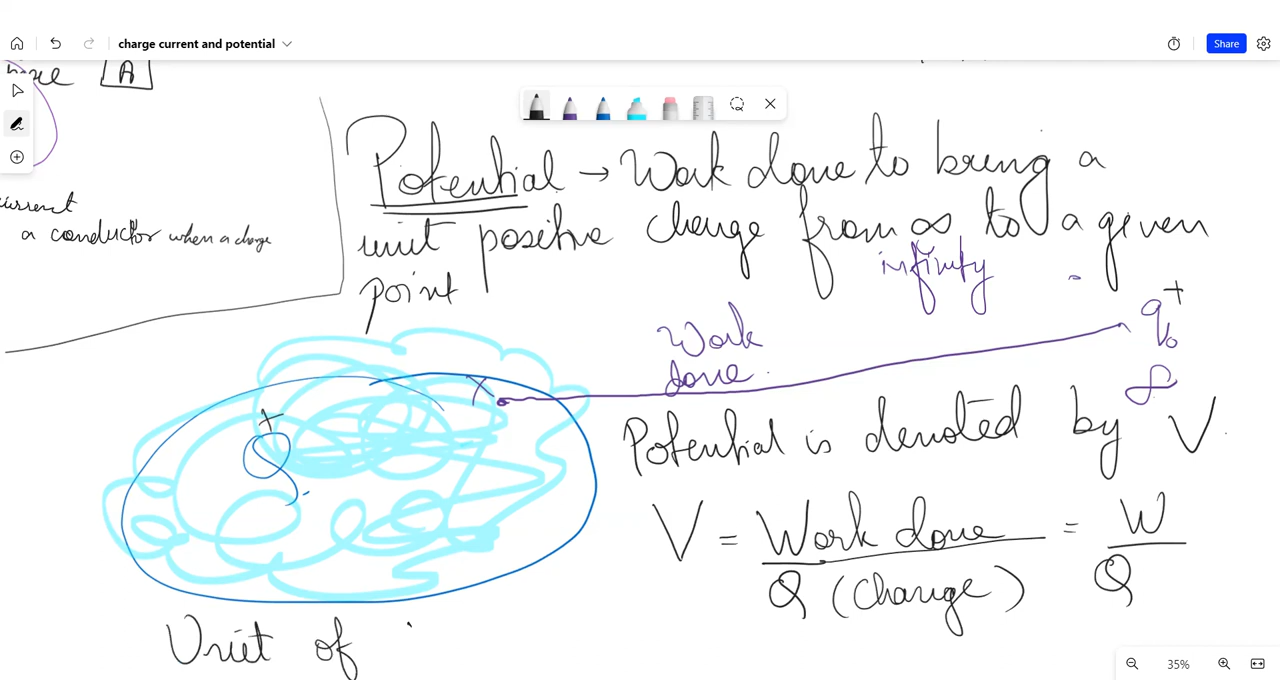 charge current and potential
Share
A
current
a conductor when a charge
Potential → Work done to bring a
unit positive charge from ∞ to a given
infinity
point
q₀⁺
Work
done
∞
X
+
Q
Potential is denoted by V.
V = Work done / Q (Charge) = W / Q
Unit of
35%